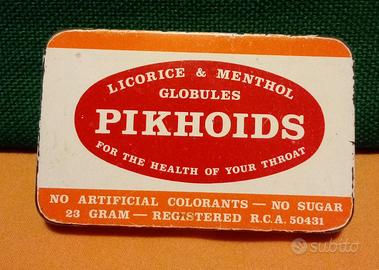 LICORICE & MENTHOL
GLOBULES
PIKHOIDS
FOR THE HEALTH OF YOUR THROAT
NO ARTIFICIAL COLORANTS — NO SUGAR
23 GRAM — REGISTERED R.C.A. 50431
subito